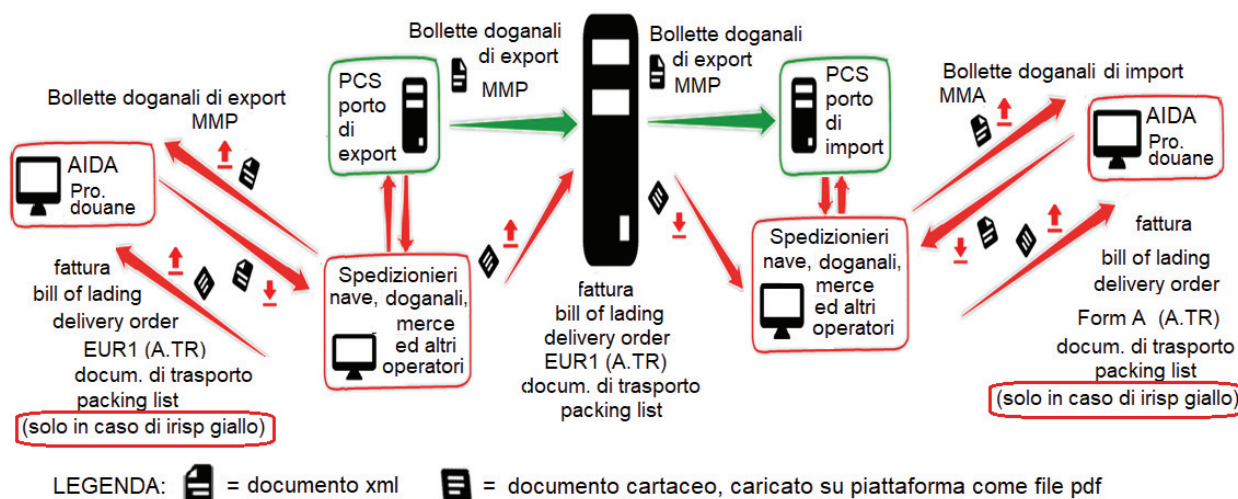 Bollette doganali di export
MMP
AIDA
Pro.
douane
fattura
bill of lading
delivery order
EUR1 (A.TR)
docum. di trasporto
packing list
(solo in caso di irisp giallo)
PCS
porto
di
export
Spedizionieri
nave, doganali,
merce
ed altri
operatori
Bollette doganali
di export
MMP
fattura
bill of lading
delivery order
EUR1 (A.TR)
docum. di trasporto
packing list
Bollette doganali
di export
MMP
PCS
porto
di
import
Spedizionieri
nave, doganali,
merce
ed altri
operatori
Bollette doganali di import
MMA
AIDA
Pro.
douane
fattura
bill of lading
delivery order
Form A (A.TR)
docum. di trasporto
packing list
(solo in caso di irisp giallo)
LEGENDA: = documento xml = documento cartaceo, caricato su piattaforma come file pdf